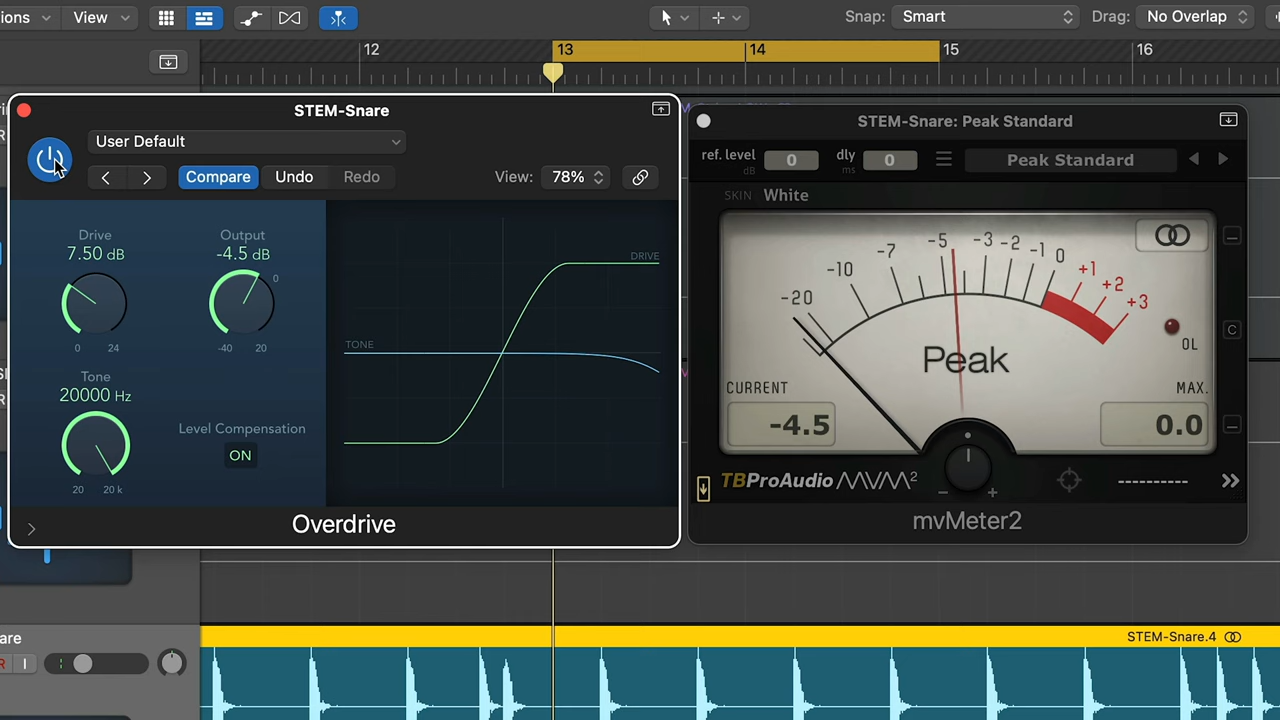 ions View Snap: Smart Drag: No Overlap
12 13 14 15 16
STEM-Snare
User Default
Compare Undo Redo View: 78%
Drive Output
7.50 dB -4.5 dB
0
0 24 -40 20
Tone
20000 Hz
Level Compensation
ON
20 20 k
DRIVE
TONE
Overdrive
STEM-Snare: Peak Standard
ref. level dB 0 dly ms 0 Peak Standard
SKIN White
-20 -10 -7 -5 -3 -2 -1 0 +1 +2 +3
OL
C
Peak
CURRENT MAX.
-4.5 0.0
TBProAudio MVM2 ----------
mvMeter2
are STEM-Snare.4
R I